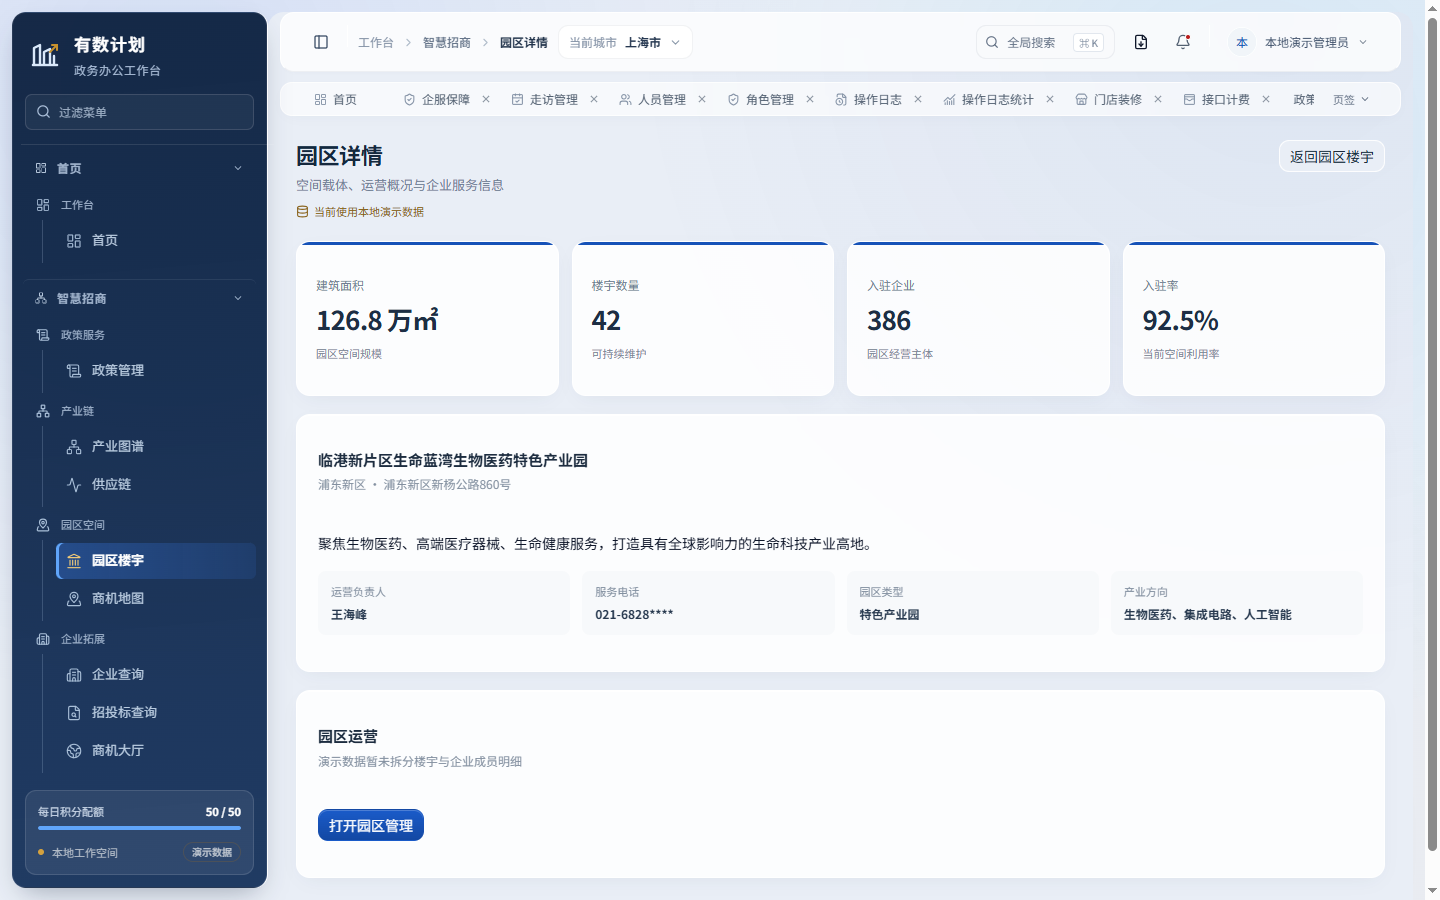 有数计划
政务办公工作台
过滤菜单
首页
工作台
首页
智慧招商
政策服务
政策管理
产业链
产业图谱
供应链
园区空间
园区楼宇
商机地图
企业拓展
企业查询
招投标查询
商机大厅
每日积分配额 50 / 50
本地工作空间 演示数据
工作台 智慧招商 园区详情 当前城市 上海市 全局搜索 ⌘K 本 本地演示管理员
首页 企服保障 走访管理 人员管理 角色管理 操作日志 操作日志统计 门店装修 接口计费 政策 页签
园区详情
返回园区楼宇
空间载体、运营概况与企业服务信息
当前使用本地演示数据
建筑面积 楼宇数量 入驻企业 入驻率
126.8 万㎡ 42 386 92.5%
园区空间规模 可持续维护 园区经营主体 当前空间利用率
临港新片区生命蓝湾生物医药特色产业园
浦东新区 · 浦东新区新杨公路860号
聚焦生物医药、高端医疗器械、生命健康服务，打造具有全球影响力的生命科技产业高地。
运营负责人 服务电话 园区类型 产业方向
王海峰 021-6828**** 特色产业园 生物医药、集成电路、人工智能
园区运营
演示数据暂未拆分楼宇与企业成员明细
打开园区管理